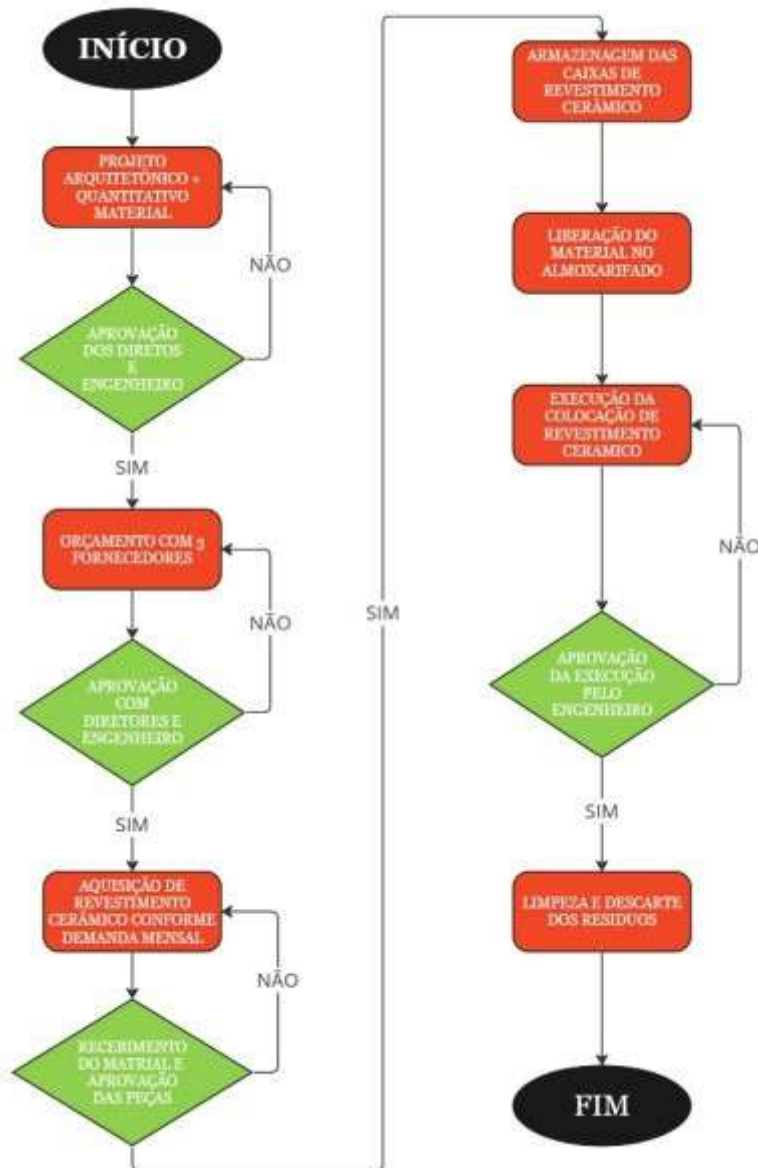 INÍCIO
PROJETO
ARQUITETÔNICO +
QUANTITATIVO
MATERIAL
NÃO
APROVAÇÃO
DOS DIRETOS
E
ENGENHEIRO
SIM
ORÇAMENTO COM 3
FORNECEDORES
NÃO
APROVAÇÃO
COM
DIRETORES E
ENGENHEIRO
SIM
AQUISIÇÃO DE
REVESTIMENTO
CERÂMICO CONFORME
DEMANDA MENSAL
NÃO
RECEBIMENTO
DO MATRIAL E
APROVAÇÃO
DAS PEÇAS
SIM
ARMAZENAGEM DAS
CAIXAS DE
REVESTIMENTO
CERÂMICO
LIBERAÇÃO DO
MATERIAL NO
ALMOXARIFADO
EXECUÇÃO DA
COLOCAÇÃO DE
REVESTIMENTO
CERAMICO
NÃO
APROVAÇÃO
DA EXECUÇÃO
PELO
ENGENHEIRO
SIM
LIMPEZA E DESCARTE
DOS RESIDUOS
FIM